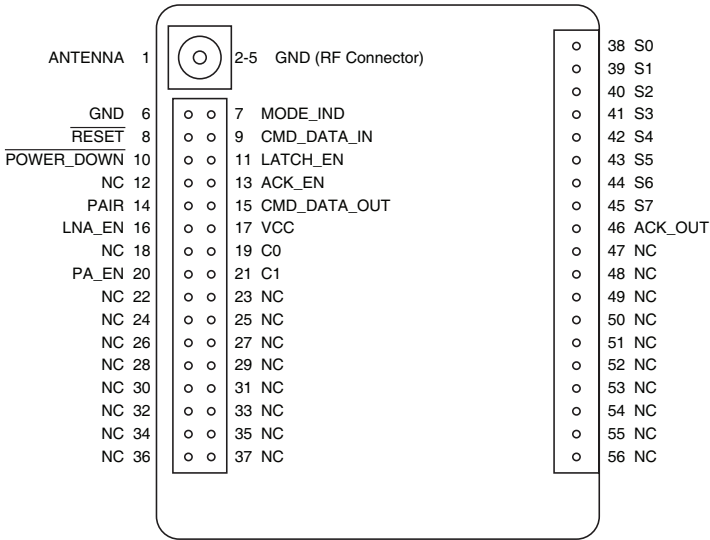 ANTENNA 1 2-5 GND (RF Connector)
GND 6 7 MODE_IND
RESET 8 9 CMD_DATA_IN
POWER_DOWN 10 11 LATCH_EN
NC 12 13 ACK_EN
PAIR 14 15 CMD_DATA_OUT
LNA_EN 16 17 VCC
NC 18 19 C0
PA_EN 20 21 C1
NC 22 23 NC
NC 24 25 NC
NC 26 27 NC
NC 28 29 NC
NC 30 31 NC
NC 32 33 NC
NC 34 35 NC
NC 36 37 NC
38 S0
39 S1
40 S2
41 S3
42 S4
43 S5
44 S6
45 S7
46 ACK_OUT
47 NC
48 NC
49 NC
50 NC
51 NC
52 NC
53 NC
54 NC
55 NC
56 NC